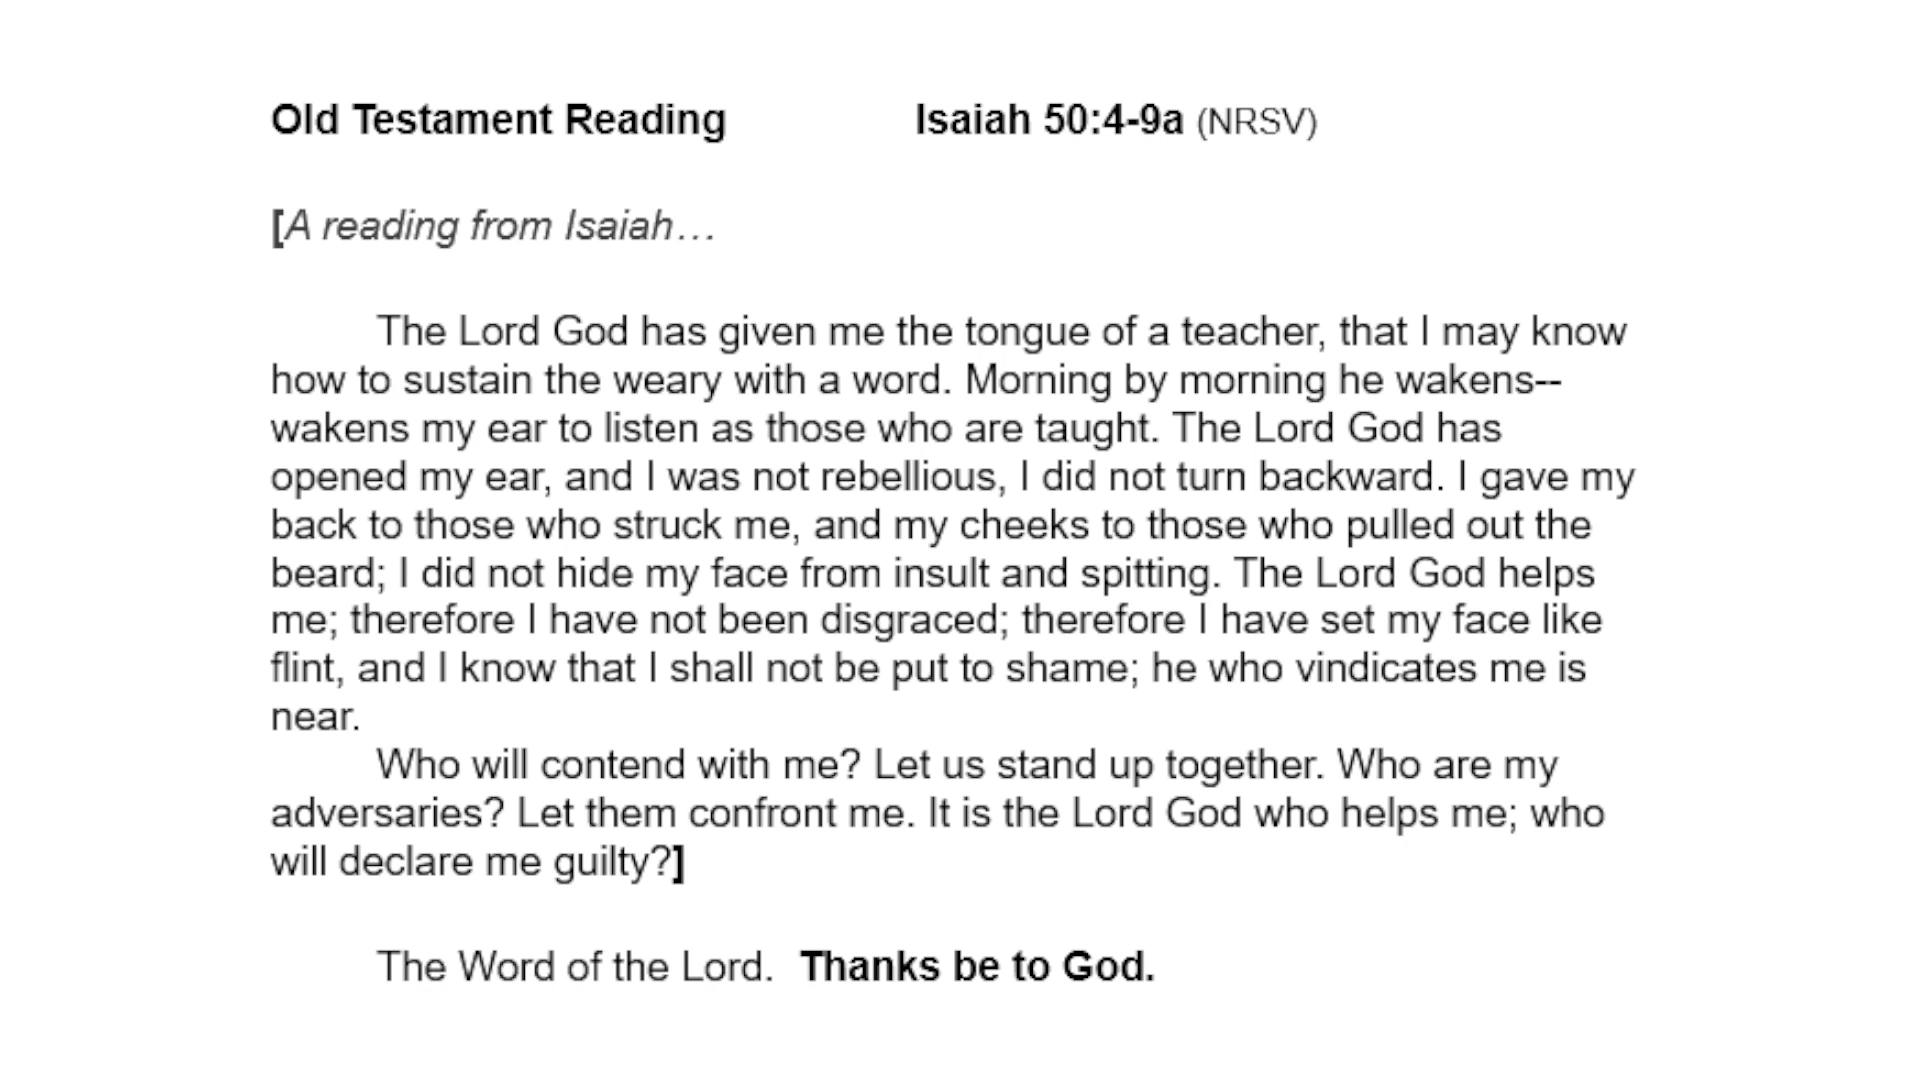 Old Testament Reading Isaiah 50:4-9a (NRSV)
[A reading from Isaiah…
The Lord God has given me the tongue of a teacher, that I may know
how to sustain the weary with a word. Morning by morning he wakens--
wakens my ear to listen as those who are taught. The Lord God has
opened my ear, and I was not rebellious, I did not turn backward. I gave my
back to those who struck me, and my cheeks to those who pulled out the
beard; I did not hide my face from insult and spitting. The Lord God helps
me; therefore I have not been disgraced; therefore I have set my face like
flint, and I know that I shall not be put to shame; he who vindicates me is
near.
Who will contend with me? Let us stand up together. Who are my
adversaries? Let them confront me. It is the Lord God who helps me; who
will declare me guilty?]
The Word of the Lord. Thanks be to God.